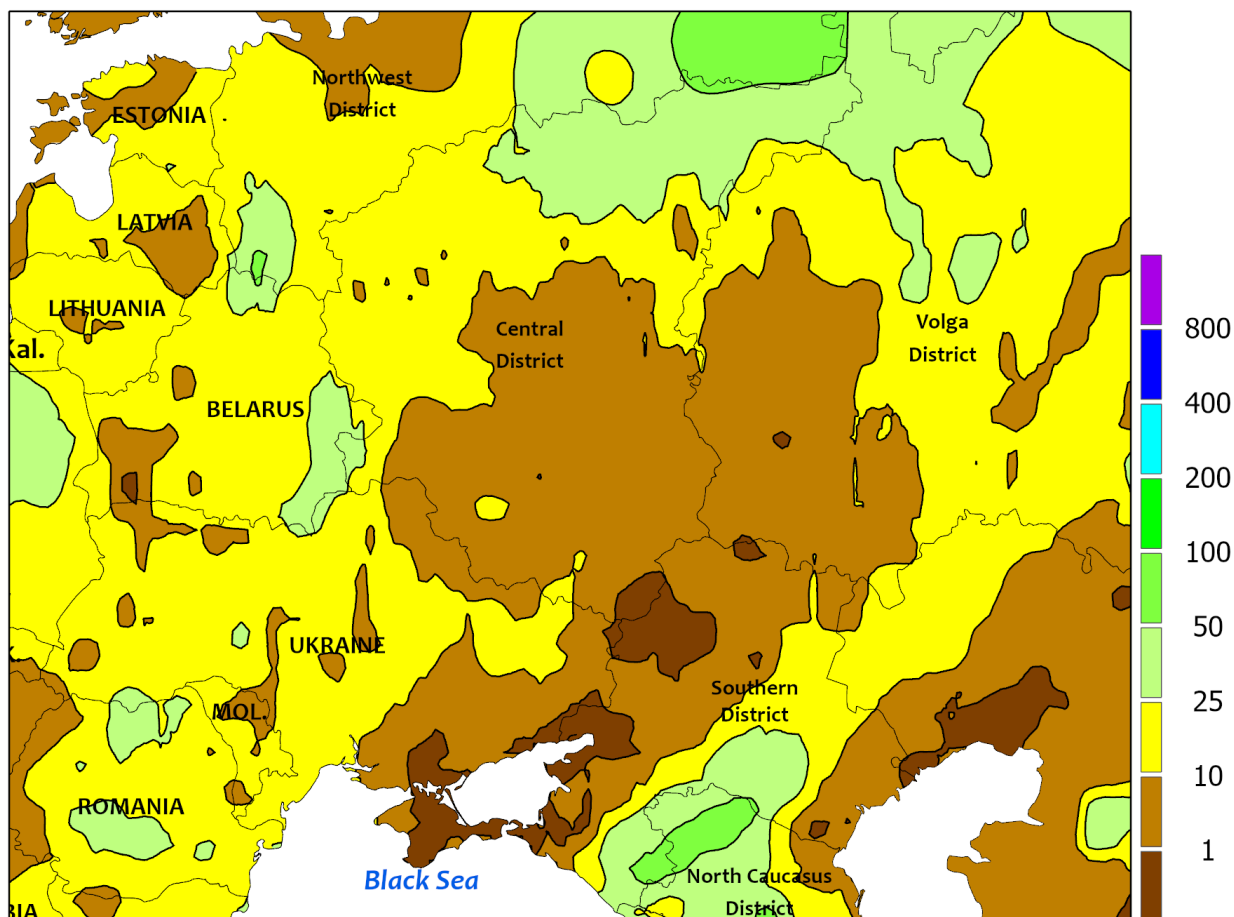 Northwest
District
ESTONIA
LATVIA
LITHUANIA
Kal.
Central
District
Volga
District
BELARUS
UKRAINE
MOL.
Southern
District
ROMANIA
Black Sea
North Caucasus
District
BIA
800
400
200
100
50
25
10
1